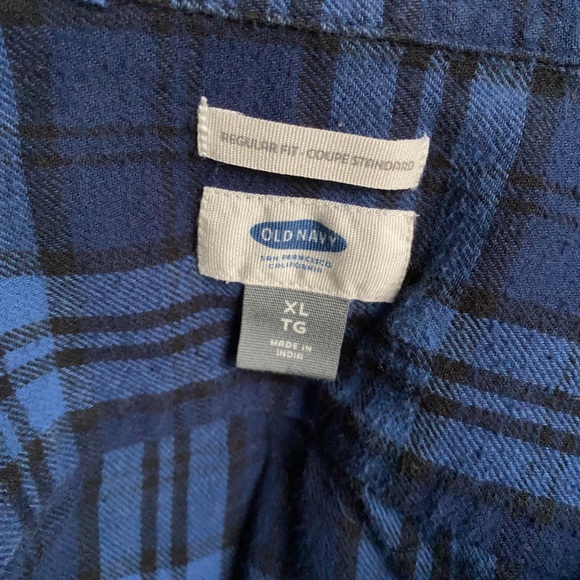 REGULAR FIT - COUPE STANDARD
OLD NAVY
SAN FRANCISCO
CALIFORNIA
XL
TG
MADE IN
INDIA